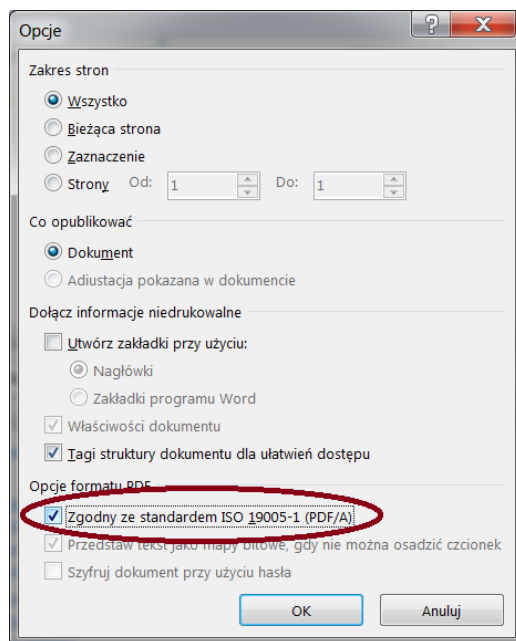 Opcje
Zakres stron
Wszystko
Bieżąca strona
Zaznaczenie
Strony Od: 1 Do: 1
Co opublikować
Dokument
Adiustacja pokazana w dokumencie
Dołącz informacje niedrukowalne
Utwórz zakładki przy użyciu:
Nagłówki
Zakładki programu Word
Właściwości dokumentu
Tagi struktury dokumentu dla ułatwień dostępu
Opcje formatu PDF
Zgodny ze standardem ISO 19005-1 (PDF/A)
Przedstaw tekst jako mapy bitowe, gdy nie można osadzić czcionek
Szyfruj dokument przy użyciu hasła
OK Anuluj